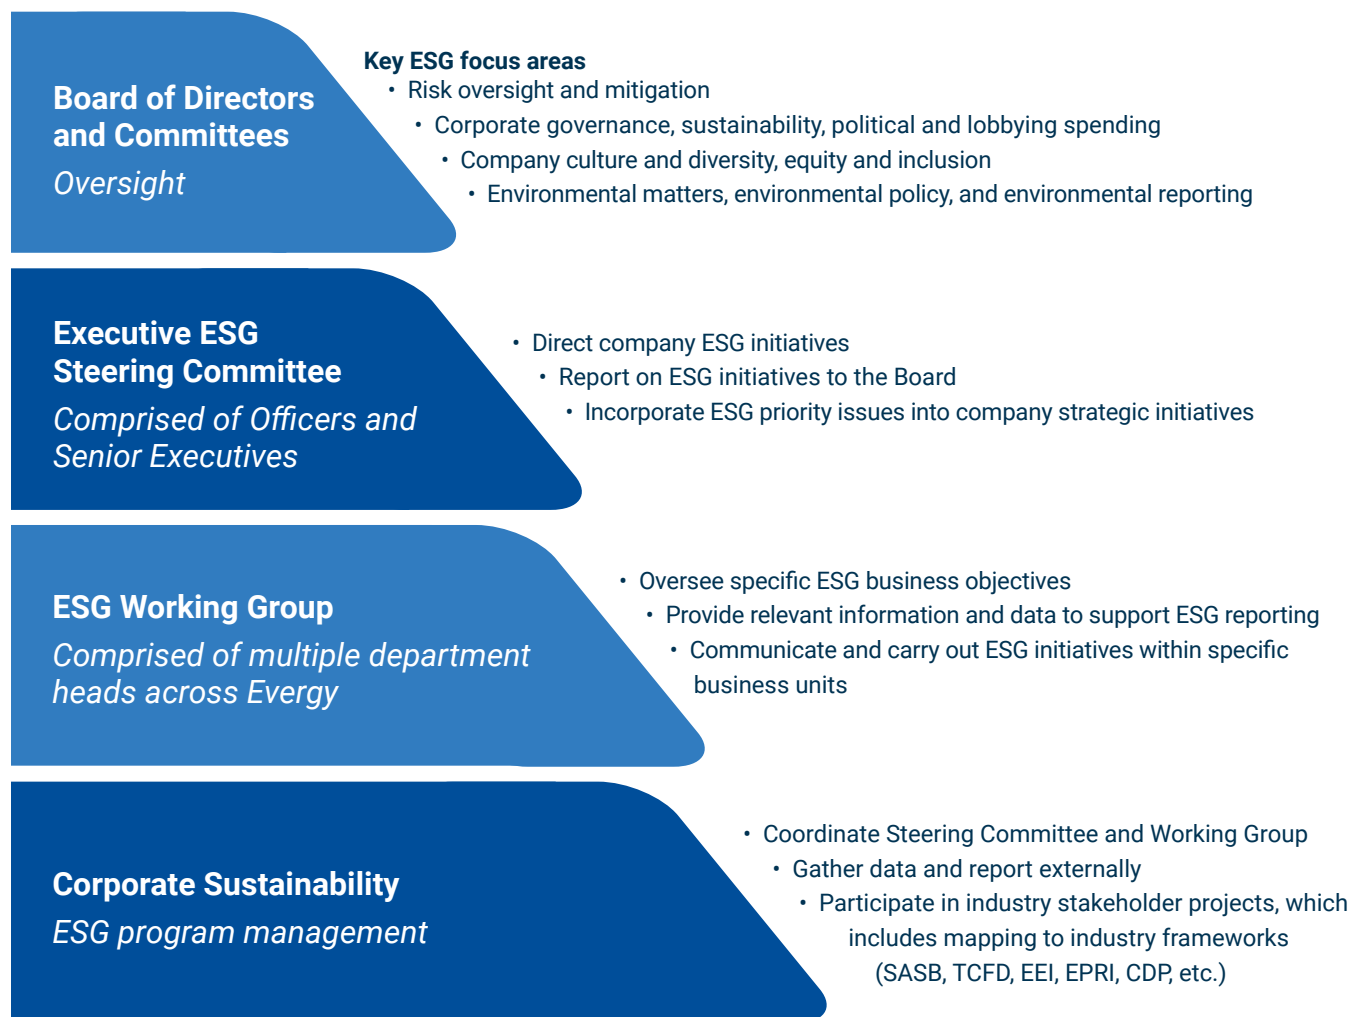 Board of Directors
and Committees
Oversight
Key ESG focus areas
• Risk oversight and mitigation
• Corporate governance, sustainability, political and lobbying spending
• Company culture and diversity, equity and inclusion
• Environmental matters, environmental policy, and environmental reporting
Executive ESG
Steering Committee
Comprised of Officers and
Senior Executives
• Direct company ESG initiatives
• Report on ESG initiatives to the Board
• Incorporate ESG priority issues into company strategic initiatives
ESG Working Group
Comprised of multiple department
heads across Evergy
• Oversee specific ESG business objectives
• Provide relevant information and data to support ESG reporting
• Communicate and carry out ESG initiatives within specific
business units
Corporate Sustainability
ESG program management
• Coordinate Steering Committee and Working Group
• Gather data and report externally
• Participate in industry stakeholder projects, which
includes mapping to industry frameworks
(SASB, TCFD, EEI, EPRI, CDP, etc.)